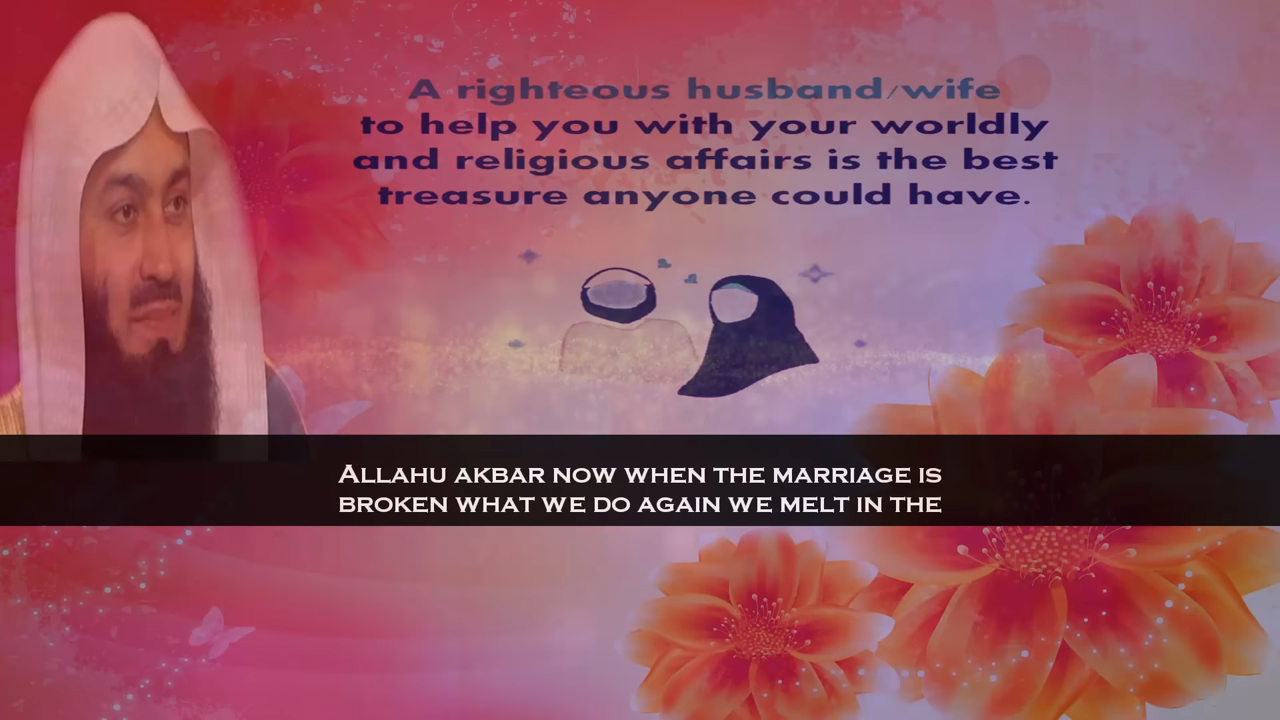 A righteous husband/wife
to help you with your worldly
and religious affairs is the best
treasure anyone could have.
ALLAHU AKBAR NOW WHEN THE MARRIAGE IS
BROKEN WHAT WE DO AGAIN WE MELT IN THE